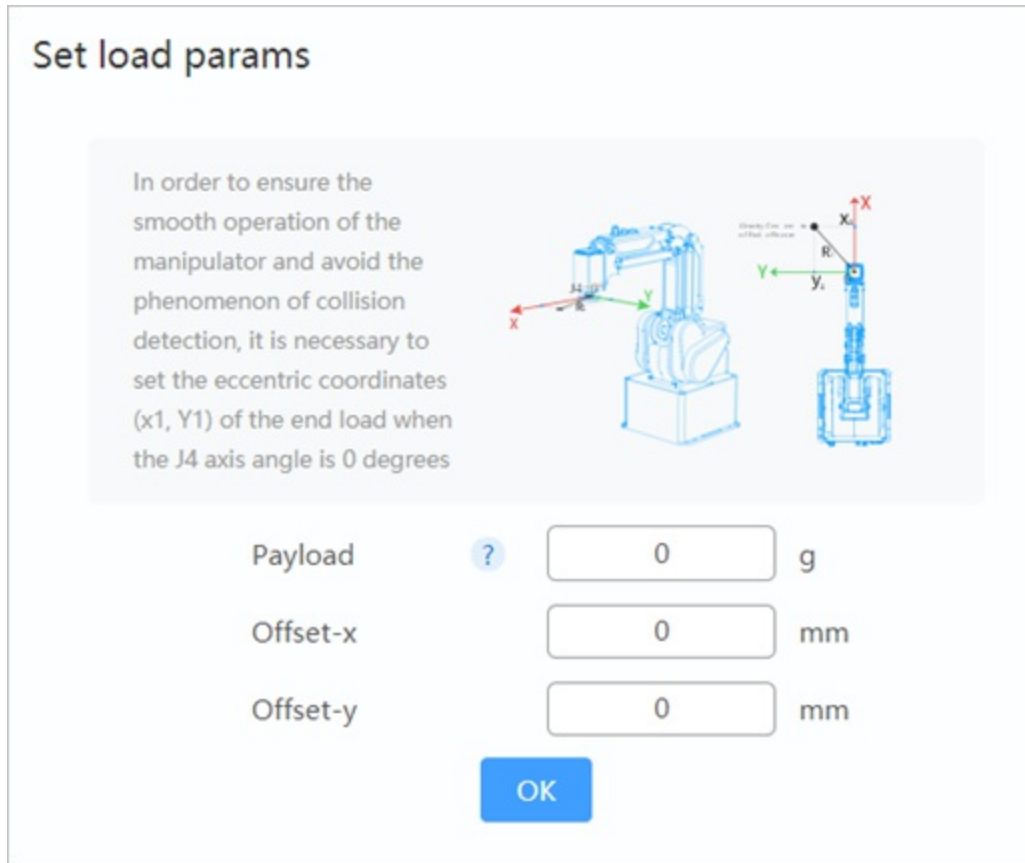 Set load params
In order to ensure the
smooth operation of the
manipulator and avoid the
phenomenon of collision
detection, it is necessary to
set the eccentric coordinates
(x1, Y1) of the end load when
the J4 axis angle is 0 degrees
X
Y
X
X
R
Y
y
Payload ? 0 g
Offset-x 0 mm
Offset-y 0 mm
OK